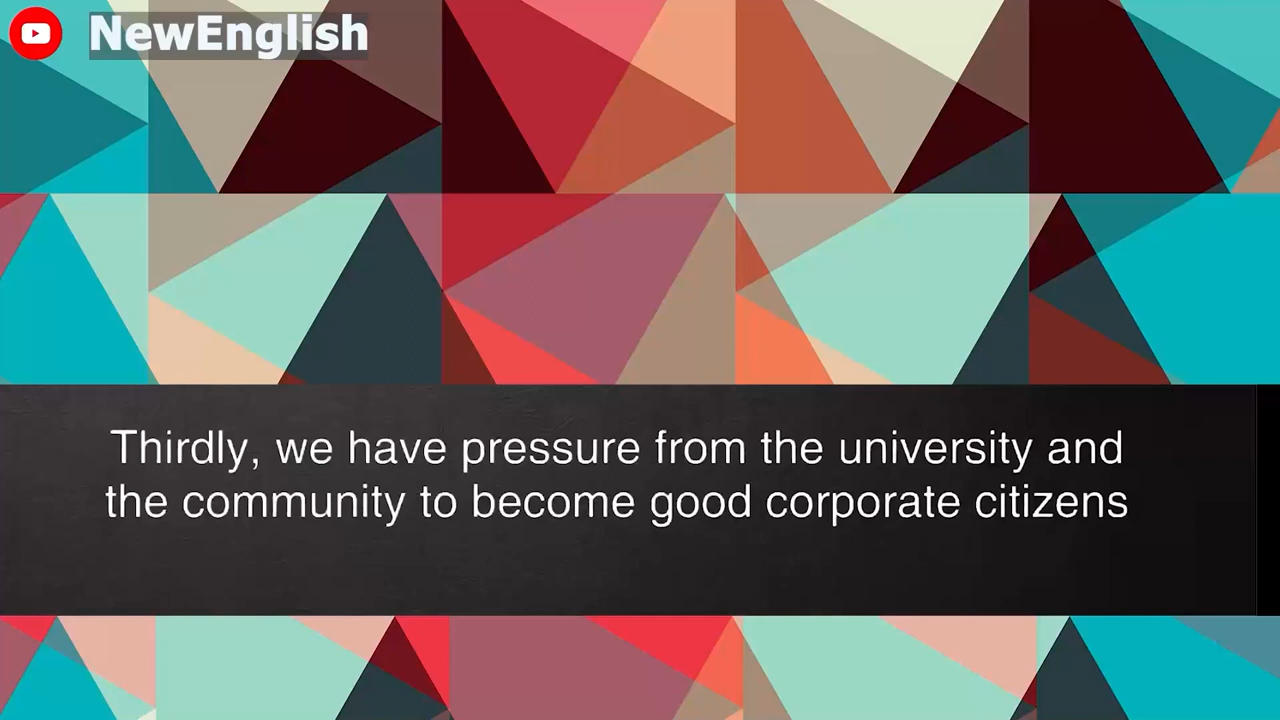 NewEnglish
Thirdly, we have pressure from the university and
the community to become good corporate citizens